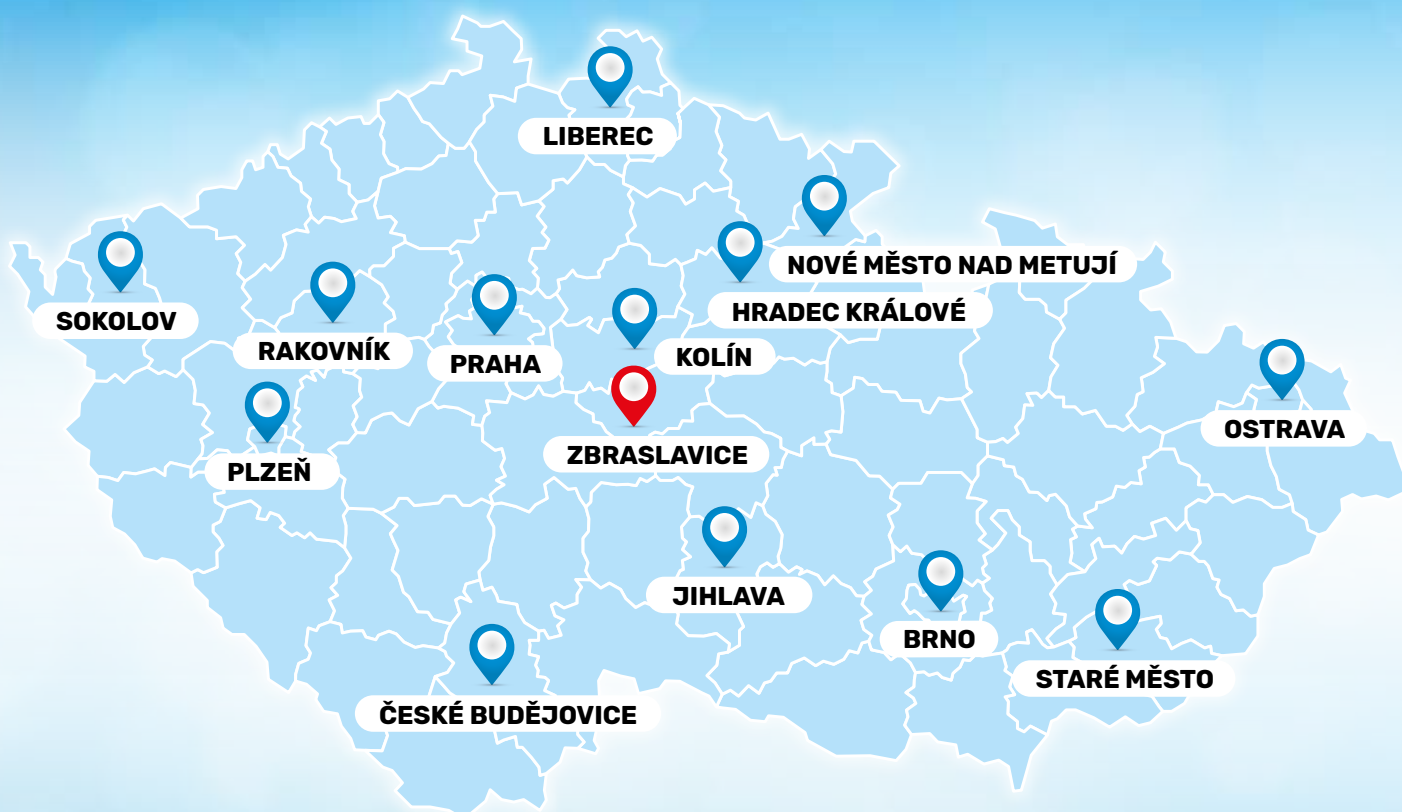 LIBEREC
NOVÉ MĚSTO NAD METUJÍ
HRADEC KRÁLOVÉ
SOKOLOV
RAKOVNÍK
PRAHA
KOLÍN
OSTRAVA
ZBRASLAVICE
PLZEŇ
JIHLAVA
BRNO
STARÉ MĚSTO
ČESKÉ BUDĚJOVICE